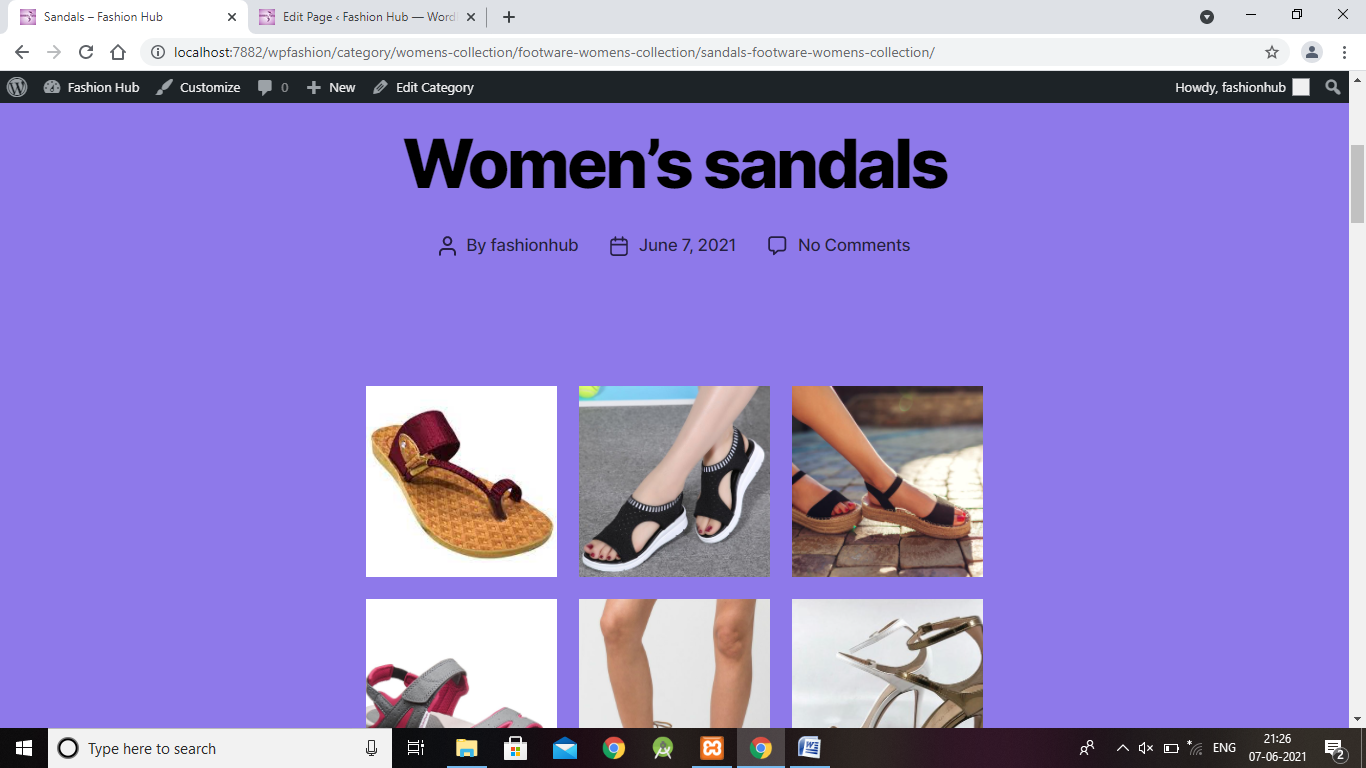 Sandals – Fashion Hub
Edit Page ‹ Fashion Hub — Word
localhost:7882/wpfashion/category/womens-collection/footware-womens-collection/sandals-footware-womens-collection/
Fashion Hub Customize 0 New Edit Category Howdy, fashionhub
Women’s sandals
By fashionhub June 7, 2021 No Comments
Type here to search
ENG
21:26
07-06-2021
2